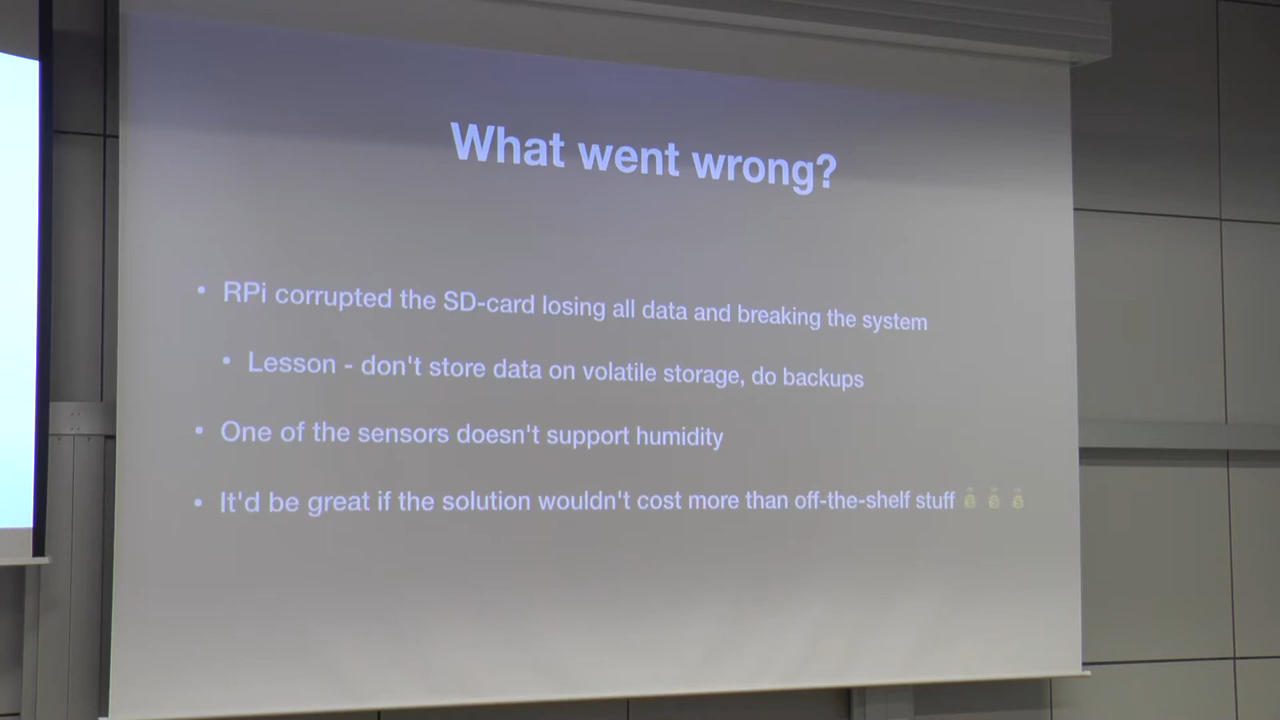 What went wrong?
• RPi corrupted the SD-card losing all data and breaking the system
• Lesson - don't store data on volatile storage, do backups
• One of the sensors doesn't support humidity
• It'd be great if the solution wouldn't cost more than off-the-shelf stuff 💰 💰 💰